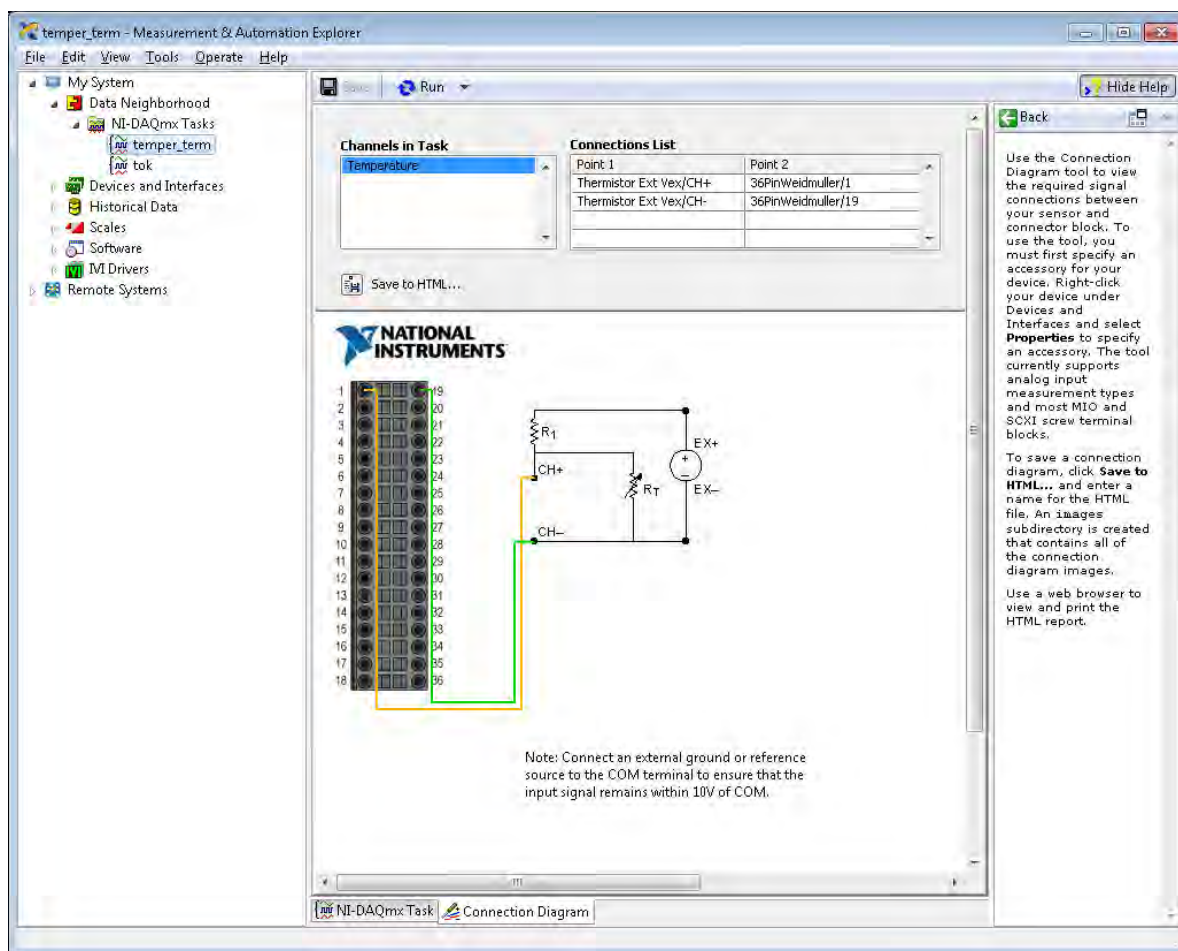 temper_term - Measurement & Automation Explorer
File Edit View Tools Operate Help
My System
Data Neighborhood
NI-DAQmx Tasks
temper_term
tok
Devices and Interfaces
Historical Data
Scales
Software
IVI Drivers
Remote Systems
Save Run Hide Help
Channels in Task
Temperature
Connections List
Point 1 Point 2
Thermistor Ext Vex/CH+ 36PinWeidmuller/1
Thermistor Ext Vex/CH- 36PinWeidmuller/19
Save to HTML...
NATIONAL
INSTRUMENTS
1 19
2 20
3 21
4 22
5 23
6 24
7 25
8 26
9 27
10 28
11 29
12 30
13 31
14 32
15 33
16 34
17 35
18 36
R1
CH+
RT
EX+
+
−
EX−
CH−
Note: Connect an external ground or reference
source to the COM terminal to ensure that the
input signal remains within 10V of COM.
NI-DAQmx Task Connection Diagram
Back
Use the Connection
Diagram tool to view
the required signal
connections between
your sensor and
connector block. To
use the tool, you
must first specify an
accessory for your
device. Right-click
your device under
Devices and
Interfaces and select
Properties to specify
an accessory. The tool
currently supports
analog input
measurement types
and most MIO and
SCXI screw terminal
blocks.
To save a connection
diagram, click Save to
HTML... and enter a
name for the HTML
file. An images
subdirectory is created
that contains all of
the connection
diagram images.
Use a web browser to
view and print the
HTML report.